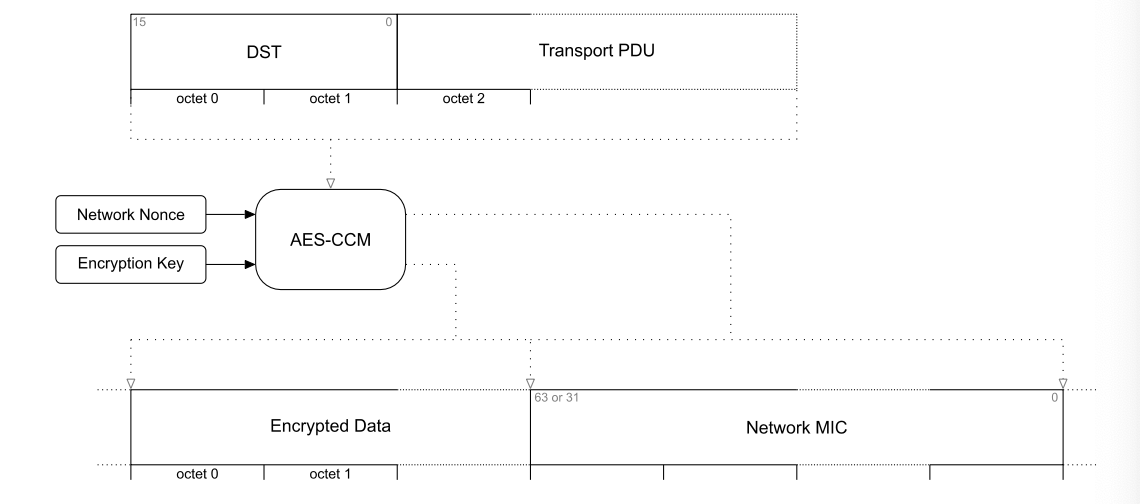 15 0
DST
Transport PDU
octet 0 octet 1 octet 2
Network Nonce
AES-CCM
Encryption Key
63 or 31 0
Encrypted Data
Network MIC
octet 0 octet 1